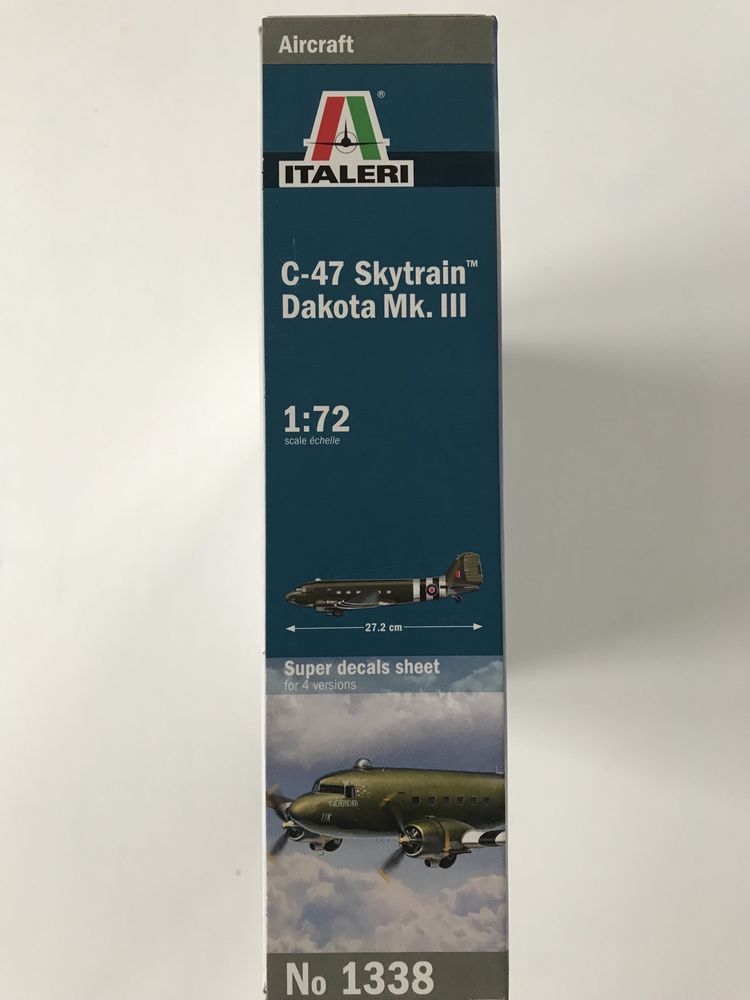 Aircraft
®
ITALERI
C-47 Skytrain™
Dakota Mk. III
1:72
scale échelle
27.2 cm
Super decals sheet
for 4 versions
IJK
No 1338